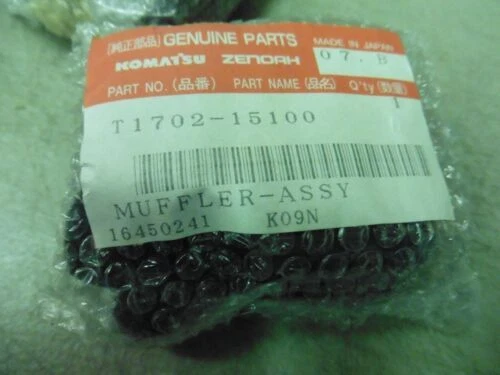 [純正部品] GENUINE PARTS
KOMATSU ZENOAH
MADE IN JAPAN
07. B
PART NO. (品番) PART NAME (品名) Q'ty (数量)
T1702-15100 1
MUFFLER-ASSY
16450241 K09N